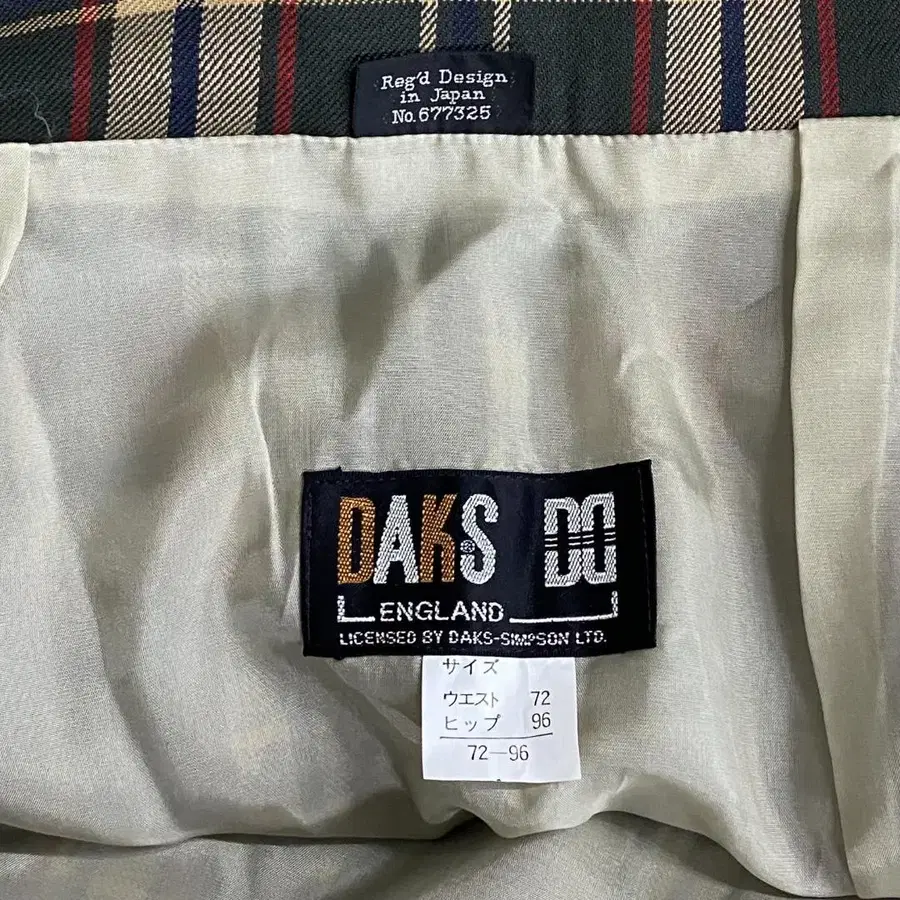 Reg'd Design
in Japan
No.677325
DAKS DD
ENGLAND
LICENSED BY DAKS-SIMPSON LTD.
サイズ
ウエスト 72
ヒップ 96
72-96